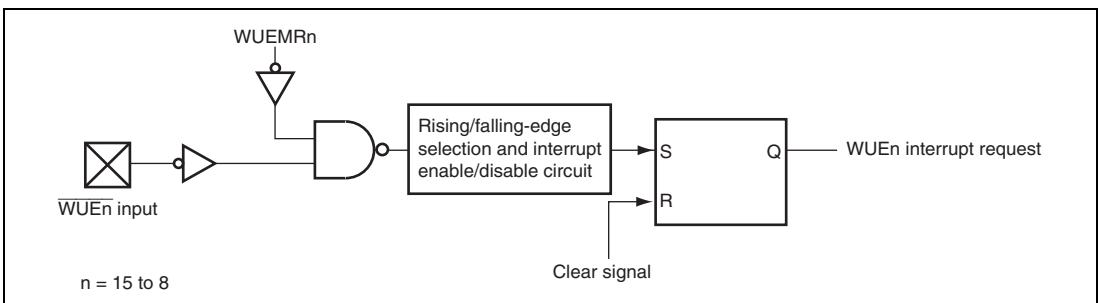 WUEMRn
Rising/falling-edge
selection and interrupt
enable/disable circuit
S
Q
WUEn interrupt request
R
WUEn input
Clear signal
n = 15 to 8